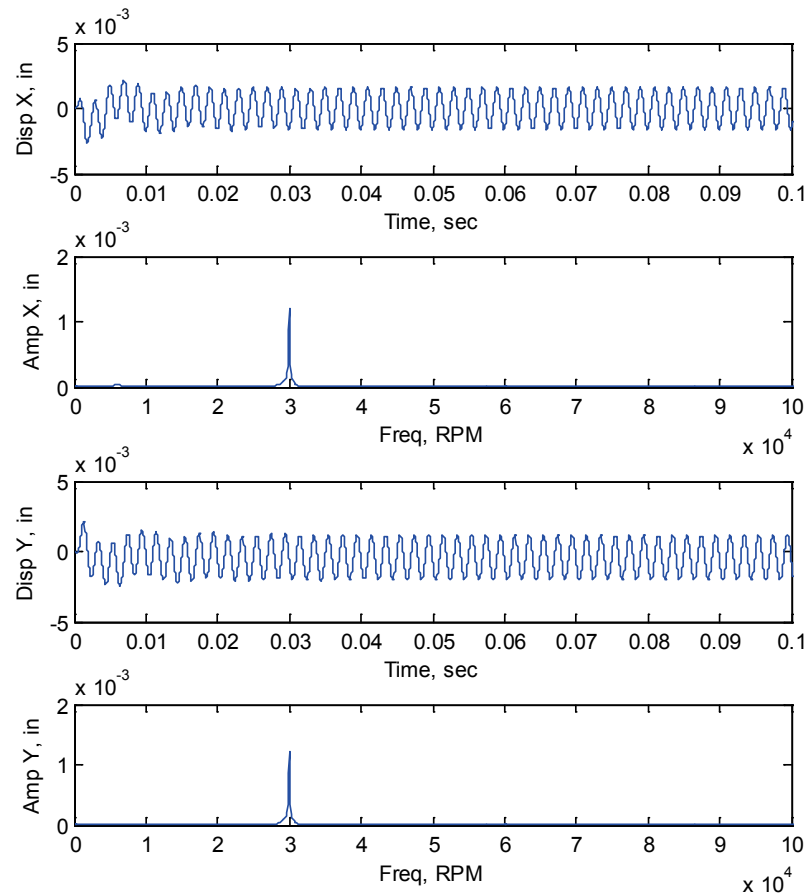 x 10^-3
5
0
-5
Disp X, in
0 0.01 0.02 0.03 0.04 0.05 0.06 0.07 0.08 0.09 0.1
Time, sec
x 10^-3
2
1
0
Amp X, in
0 1 2 3 4 5 6 7 8 9 10
Freq, RPM
x 10^4
x 10^-3
5
0
-5
Disp Y, in
0 0.01 0.02 0.03 0.04 0.05 0.06 0.07 0.08 0.09 0.1
Time, sec
x 10^-3
2
1
0
Amp Y, in
0 1 2 3 4 5 6 7 8 9 10
Freq, RPM
x 10^4